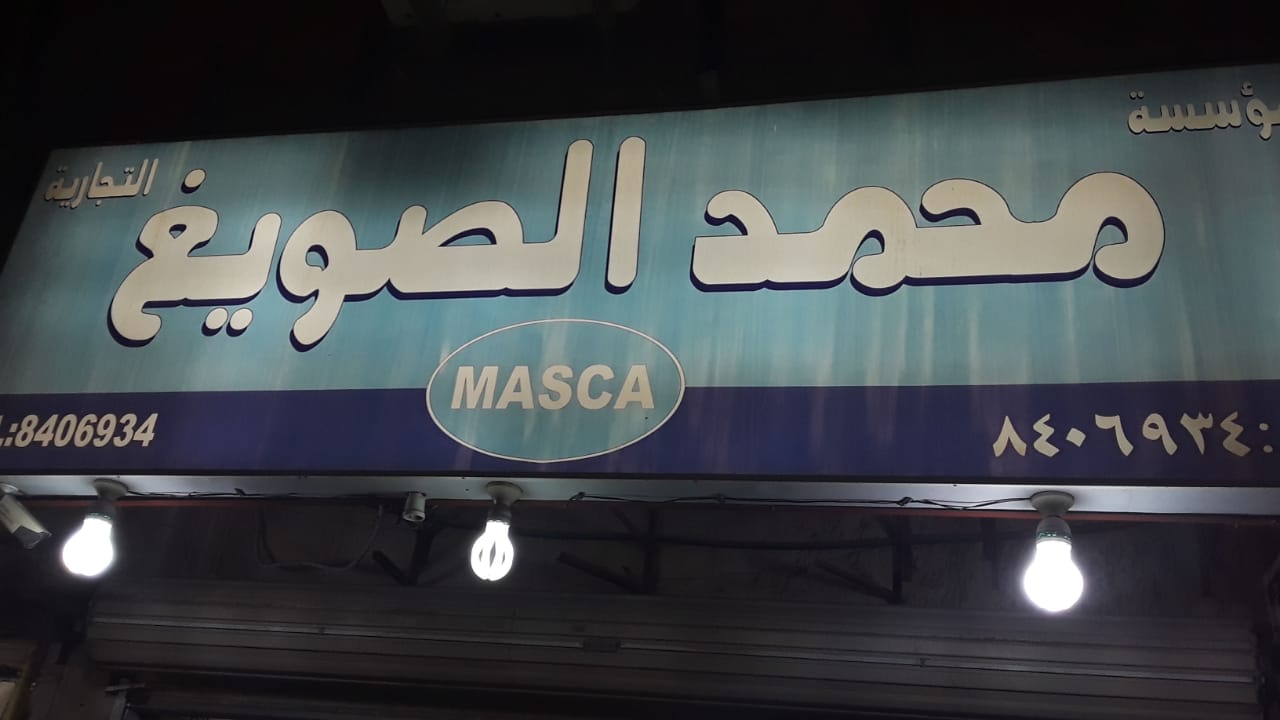 مؤسسة
محمد الصويغ
التجارية
MASCA
.:8406934
٨٤٠٦٩٣٤: